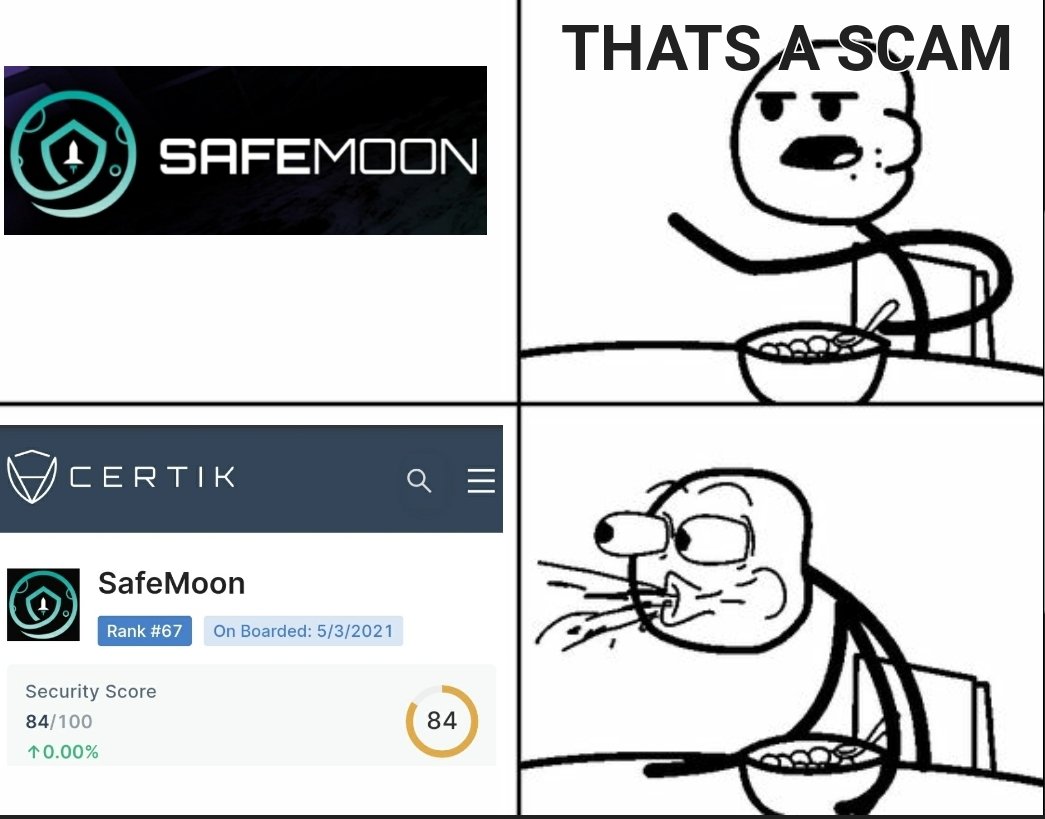 THATS A SCAM
SAFEMOON
CERTIK
SafeMoon
Rank #67
On Boarded: 5/3/2021
Security Score
84/100
84
↑0.00%